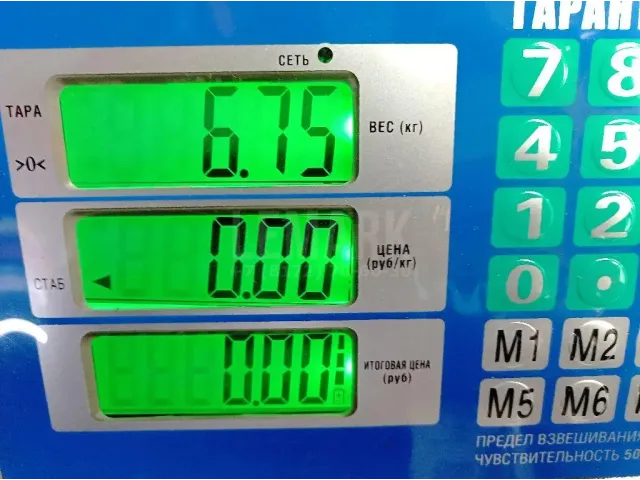 ГАРАНТ
СЕТЬ
ТАРА
>0<
6.75
ВЕС (кг)
СТАБ
0.00
ЦЕНА
(руб/кг)
0.00
ИТОГОВАЯ ЦЕНА
(руб)
7 8
4 5
1 2
0 .
M1 M2
M5 M6
ПРЕДЕЛ ВЗВЕШИВАНИ
ЧУВСТВИТЕЛЬНОСТЬ 50